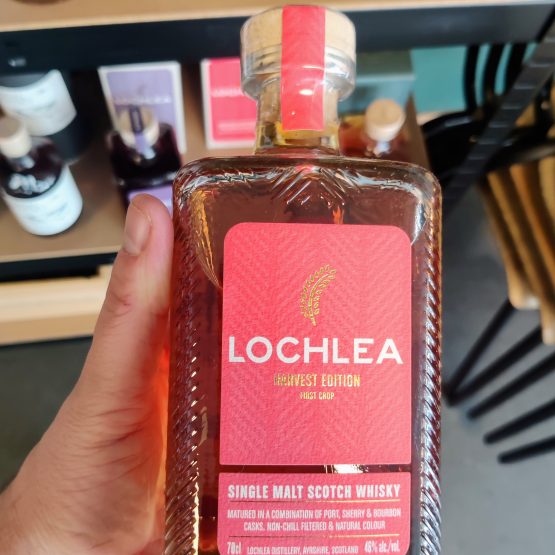 LOCHLEA
HARVEST EDITION
FIRST CROP
SINGLE MALT SCOTCH WHISKY
MATURED IN A COMBINATION OF PORT, SHERRY & BOURBON
CASKS. NON-CHILL FILTERED & NATURAL COLOUR
70cl LOCHLEA DISTILLERY, AYRSHIRE, SCOTLAND 46% alc./vol.